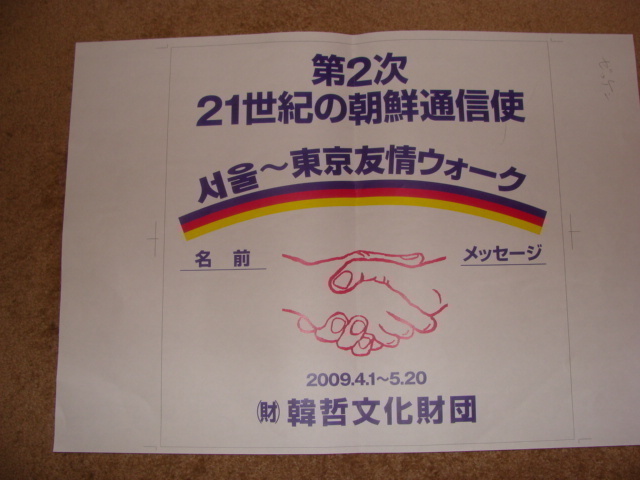 第2次
21世紀の朝鮮通信使
서울～東京友情ウォーク
名 前
メッセージ
2009.4.1～5.20
(財) 韓哲文化財団